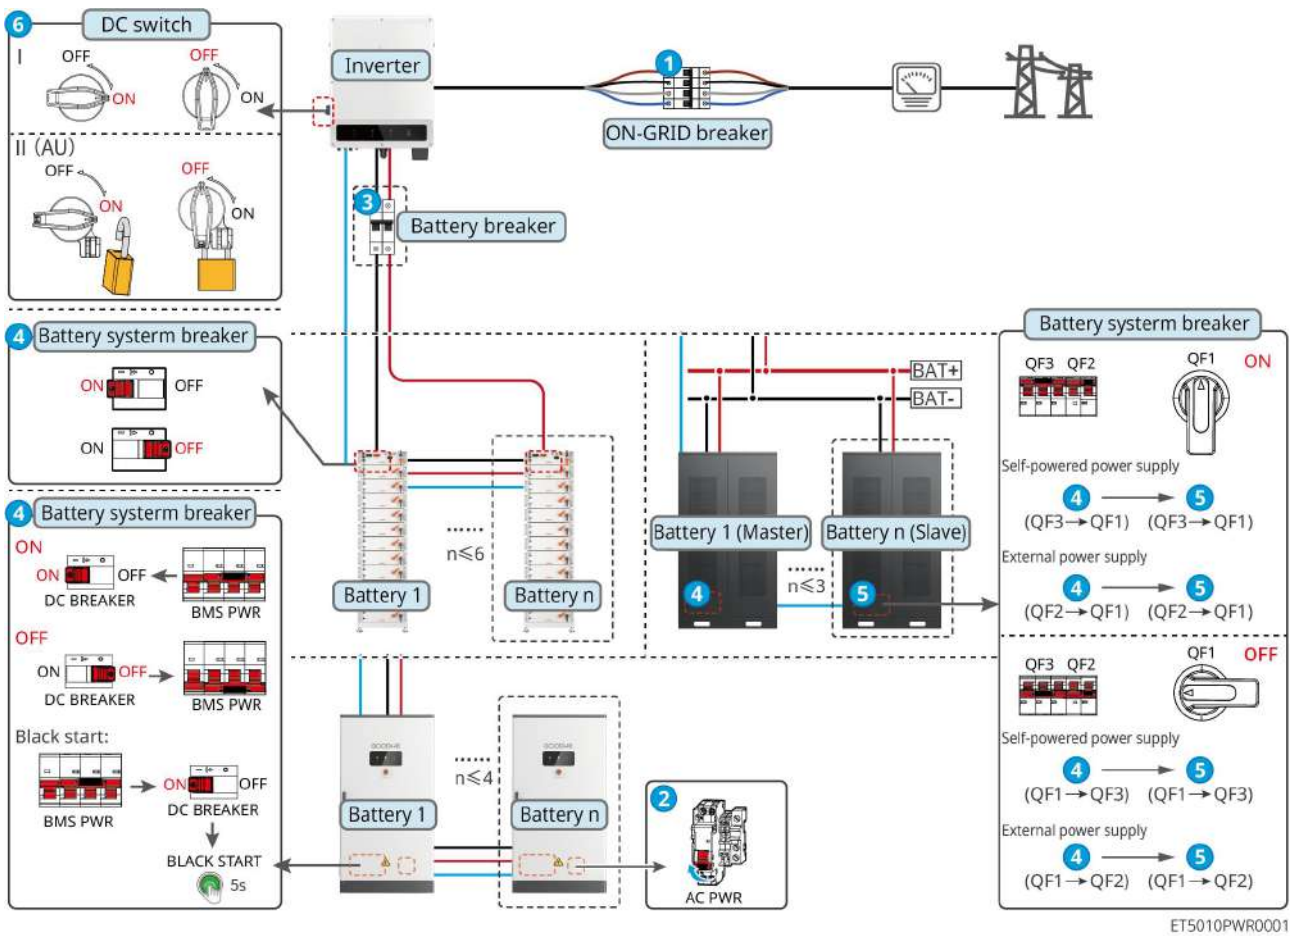 6 DC switch
I
OFF
ON
OFF
ON
II (AU)
OFF
ON
OFF
ON
Inverter
1
ON-GRID breaker
3
Battery breaker
4 Battery systerm breaker
ON OFF
ON OFF
4 Battery systerm breaker
ON
ON OFF
DC BREAKER
BMS PWR
OFF
ON OFF
DC BREAKER
BMS PWR
Black start:
BMS PWR
ON OFF
DC BREAKER
BLACK START
5s
n≤6
Battery 1
Battery n
BAT+
BAT-
Battery 1 (Master)
Battery n (Slave)
n≤3
4
5
GOODWE
GOODWE
n≤4
Battery 1
Battery n
2
AC PWR
Battery systerm breaker
QF3 QF2
QF1
ON
Self-powered power supply
4 → 5
(QF3→QF1) (QF3→QF1)
External power supply
4 → 5
(QF2→QF1) (QF2→QF1)
QF3 QF2
QF1
OFF
Self-powered power supply
4 → 5
(QF1→QF3) (QF1→QF3)
External power supply
4 → 5
(QF1→QF2) (QF1→QF2)
ET5010PWR0001